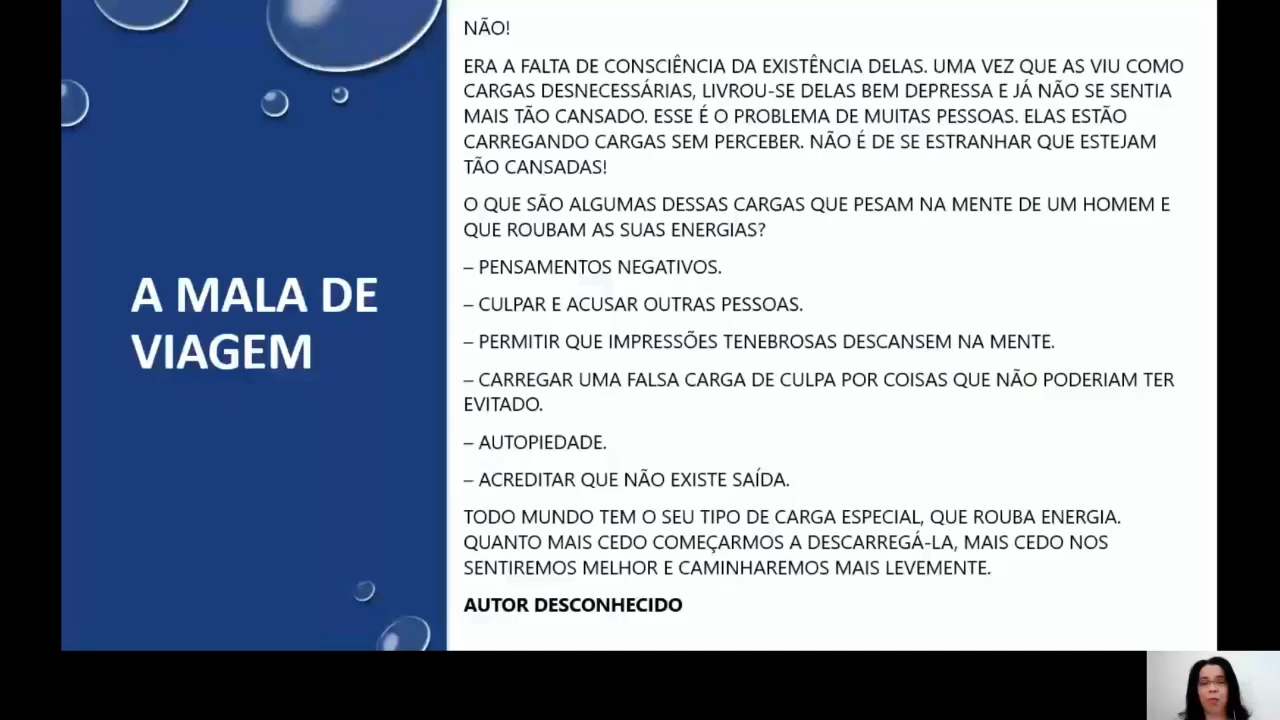 A MALA DE
VIAGEM
NÃO!
ERA A FALTA DE CONSCIÊNCIA DA EXISTÊNCIA DELAS. UMA VEZ QUE AS VIU COMO
CARGAS DESNECESSÁRIAS, LIVROU-SE DELAS BEM DEPRESSA E JÁ NÃO SE SENTIA
MAIS TÃO CANSADO. ESSE É O PROBLEMA DE MUITAS PESSOAS. ELAS ESTÃO
CARREGANDO CARGAS SEM PERCEBER. NÃO É DE SE ESTRANHAR QUE ESTEJAM
TÃO CANSADAS!
O QUE SÃO ALGUMAS DESSAS CARGAS QUE PESAM NA MENTE DE UM HOMEM E
QUE ROUBAM AS SUAS ENERGIAS?
– PENSAMENTOS NEGATIVOS.
– CULPAR E ACUSAR OUTRAS PESSOAS.
– PERMITIR QUE IMPRESSÕES TENEBROSAS DESCANSEM NA MENTE.
– CARREGAR UMA FALSA CARGA DE CULPA POR COISAS QUE NÃO PODERIAM TER
EVITADO.
– AUTOPIEDADE.
– ACREDITAR QUE NÃO EXISTE SAÍDA.
TODO MUNDO TEM O SEU TIPO DE CARGA ESPECIAL, QUE ROUBA ENERGIA.
QUANTO MAIS CEDO COMEÇARMOS A DESCARREGÁ-LA, MAIS CEDO NOS
SENTIREMOS MELHOR E CAMINHAREMOS MAIS LEVEMENTE.
AUTOR DESCONHECIDO